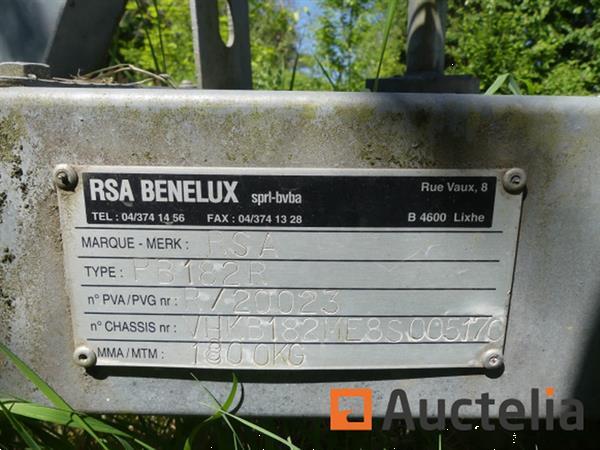 RSA BENELUX sprl-bvba
Rue Vaux, 8
TEL : 04/374 14 56 FAX : 04/374 13 28 B 4600 Lixhe
MARQUE - MERK : RSA
TYPE : PB182R
n° PVA/PVG nr : P/20023
n° CHASSIS nr : VHKB182ME8S005170
MMA/MTM : 1800KG
Auctelia